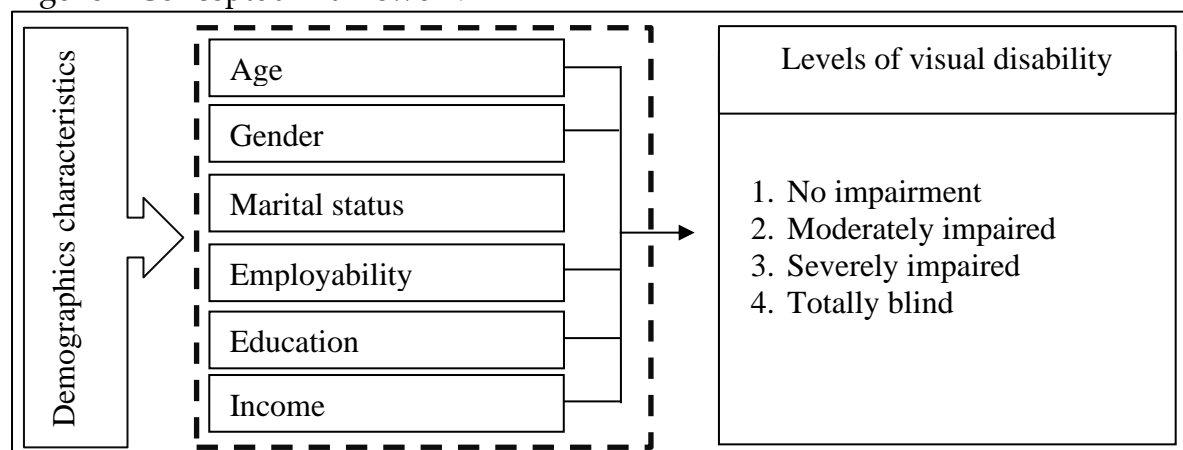 Demographics characteristics
Age
Gender
Marital status
Employability
Education
Income
Levels of visual disability
1. No impairment
2. Moderately impaired
3. Severely impaired
4. Totally blind